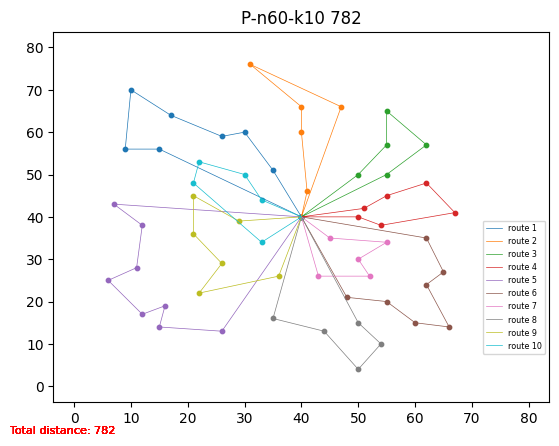 P-n60-k10 782
80
70
60
50
40
30
20
10
0
0 10 20 30 40 50 60 70 80
route 1
route 2
route 3
route 4
route 5
route 6
route 7
route 8
route 9
route 10
Total distance: 782